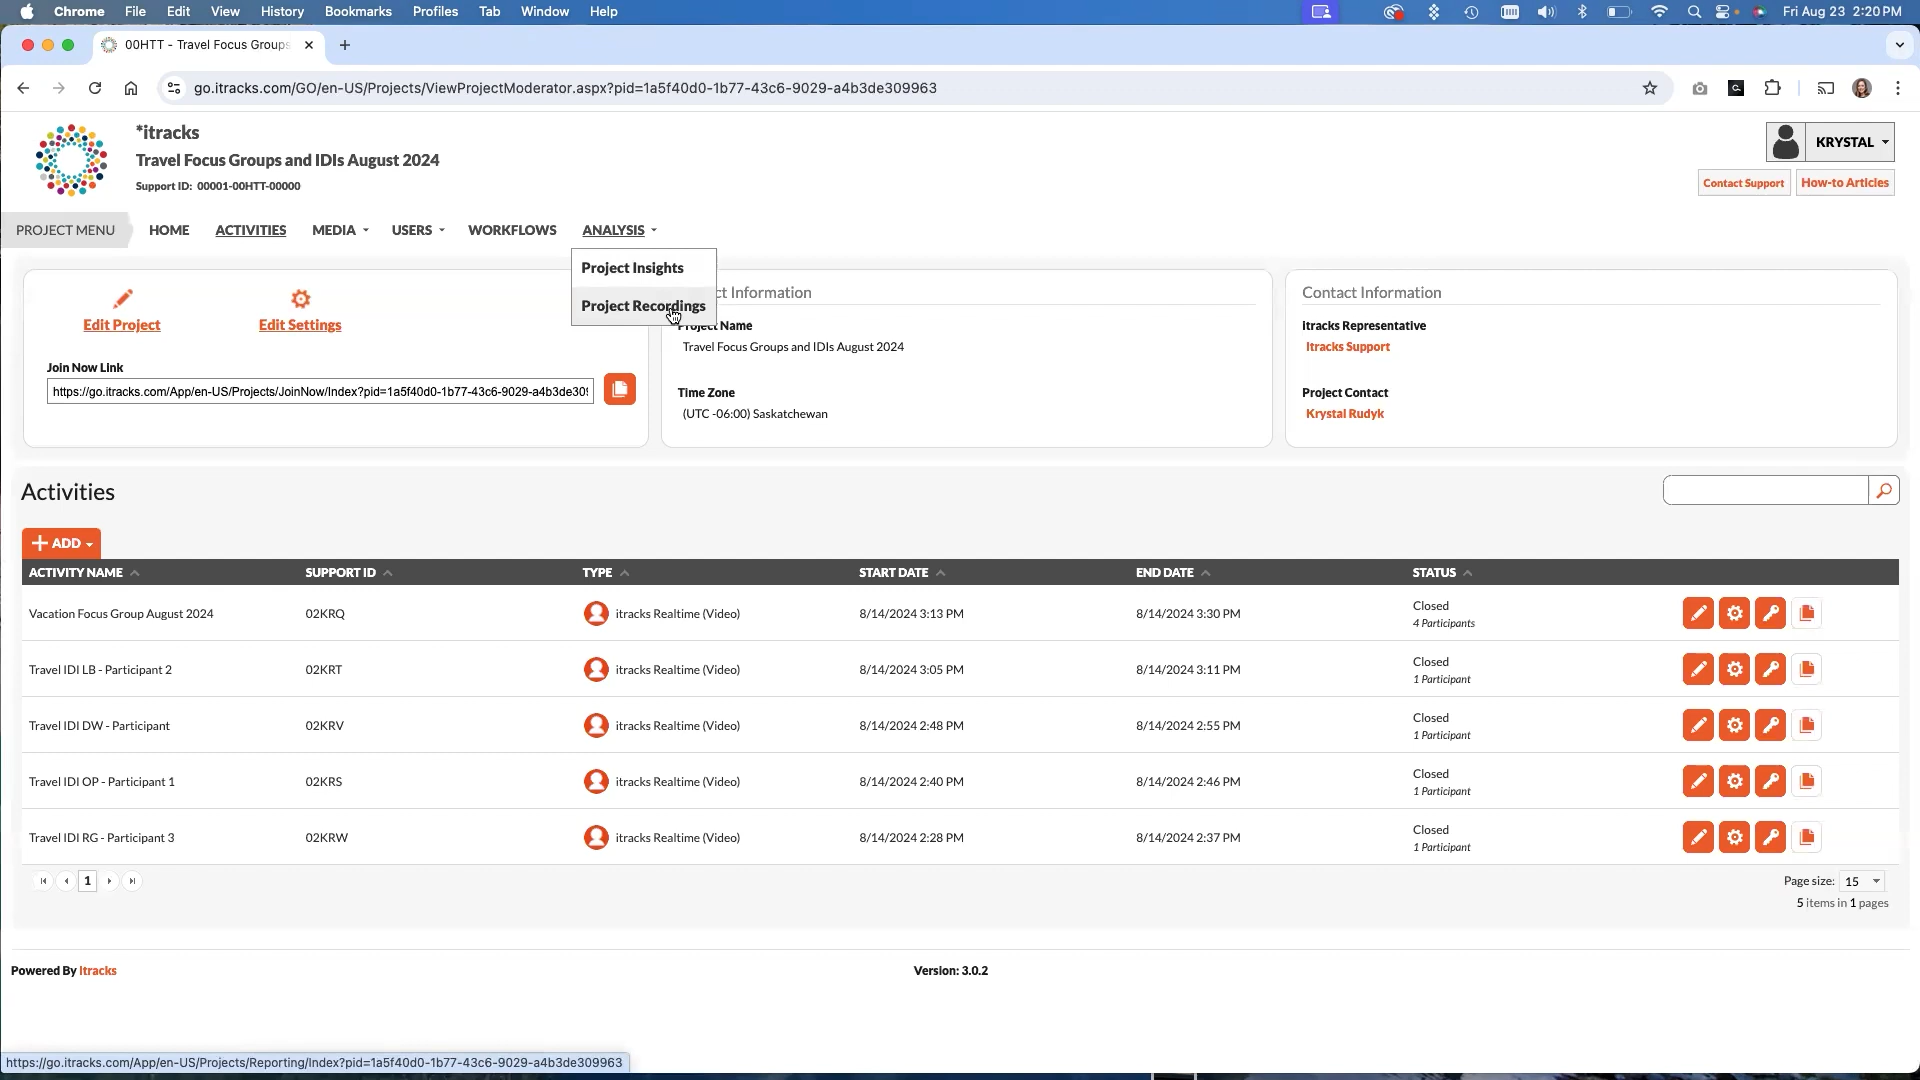 Chrome File Edit View History Bookmarks Profiles Tab Window Help Fri Aug 23 2:20 PM
00HTT - Travel Focus Groups
go.itracks.com/GO/en-US/Projects/ViewProjectModerator.aspx?pid=1a5f40d0-1b77-43c6-9029-a4b3de309963
*itracks
Travel Focus Groups and IDIs August 2024
Support ID: 00001-00HTT-00000
KRYSTAL
Contact Support How-to Articles
PROJECT MENU HOME ACTIVITIES MEDIA USERS WORKFLOWS ANALYSIS
Project Insights
Project Recordings
Edit Project Edit Settings
Join Now Link
https://go.itracks.com/App/en-US/Projects/JoinNow/Index?pid=1a5f40d0-1b77-43c6-9029-a4b3de309
ct Information
Project Name
Travel Focus Groups and IDIs August 2024
Time Zone
(UTC -06:00) Saskatchewan
Contact Information
itracks Representative
Itracks Support
Project Contact
Krystal Rudyk
Activities
+ ADD
ACTIVITY NAME SUPPORT ID TYPE START DATE END DATE STATUS
Vacation Focus Group August 2024 02KRQ itracks Realtime (Video) 8/14/2024 3:13 PM 8/14/2024 3:30 PM Closed
4 Participants
Travel IDI LB - Participant 2 02KRT itracks Realtime (Video) 8/14/2024 3:05 PM 8/14/2024 3:11 PM Closed
1 Participant
Travel IDI DW - Participant 02KRV itracks Realtime (Video) 8/14/2024 2:48 PM 8/14/2024 2:55 PM Closed
1 Participant
Travel IDI OP - Participant 1 02KRS itracks Realtime (Video) 8/14/2024 2:40 PM 8/14/2024 2:46 PM Closed
1 Participant
Travel IDI RG - Participant 3 02KRW itracks Realtime (Video) 8/14/2024 2:28 PM 8/14/2024 2:37 PM Closed
1 Participant
1
Page size: 15
5 items in 1 pages
Powered By itracks Version: 3.0.2
https://go.itracks.com/App/en-US/Projects/Reporting/Index?pid=1a5f40d0-1b77-43c6-9029-a4b3de309963